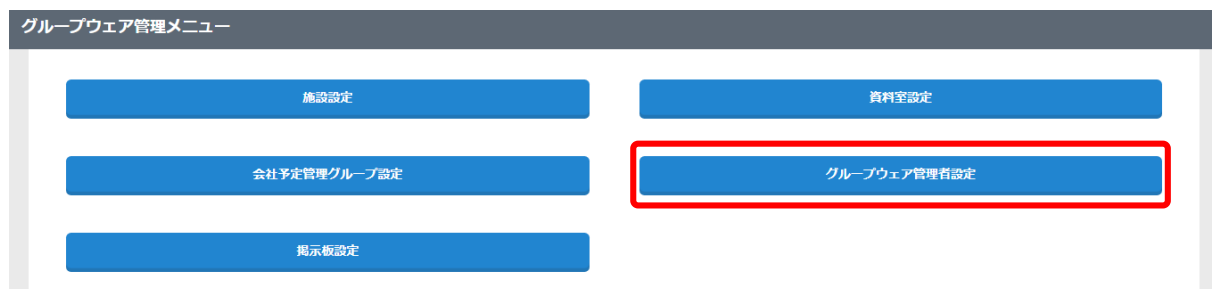 グループウェア管理メニュー
施設設定
資料室設定
会社予定管理グループ設定
グループウェア管理者設定
掲示板設定